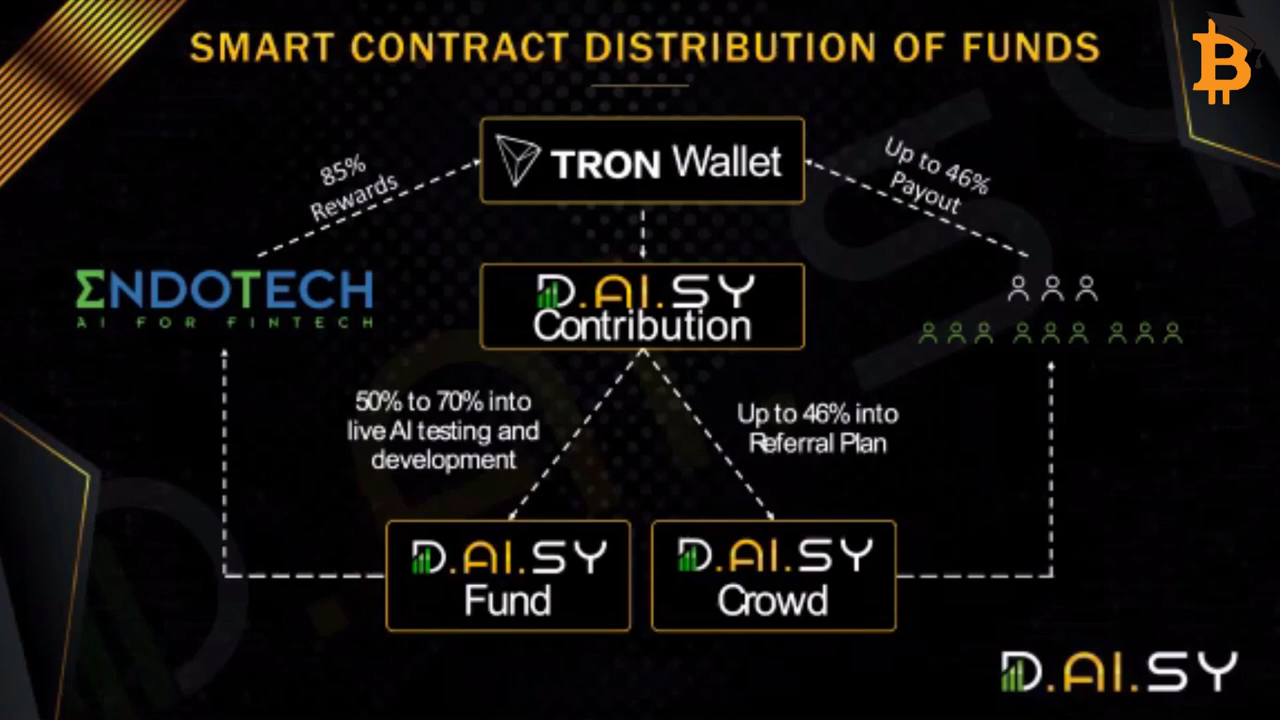 SMART CONTRACT DISTRIBUTION OF FUNDS
TRON Wallet
85%
Rewards
Up to 46%
Payout
ΣNDOTECH
AI FOR FINTECH
D.AI.SY
Contribution
50% to 70% into
live AI testing and
development
Up to 46% into
Referral Plan
D.AI.SY
Fund
D.AI.SY
Crowd
D.AI.SY